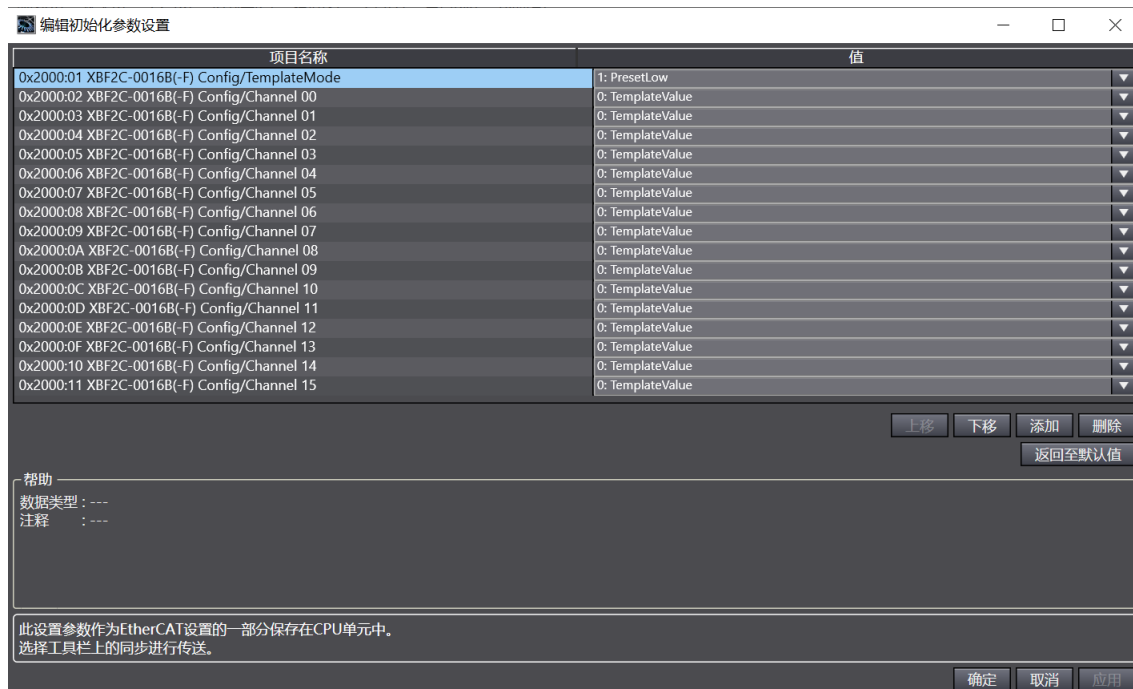 编辑初始化参数设置
项目名称 值
0x2000:01 XBF2C-0016B(-F) Config/TemplateMode 1: PresetLow
0x2000:02 XBF2C-0016B(-F) Config/Channel 00 0: TemplateValue
0x2000:03 XBF2C-0016B(-F) Config/Channel 01 0: TemplateValue
0x2000:04 XBF2C-0016B(-F) Config/Channel 02 0: TemplateValue
0x2000:05 XBF2C-0016B(-F) Config/Channel 03 0: TemplateValue
0x2000:06 XBF2C-0016B(-F) Config/Channel 04 0: TemplateValue
0x2000:07 XBF2C-0016B(-F) Config/Channel 05 0: TemplateValue
0x2000:08 XBF2C-0016B(-F) Config/Channel 06 0: TemplateValue
0x2000:09 XBF2C-0016B(-F) Config/Channel 07 0: TemplateValue
0x2000:0A XBF2C-0016B(-F) Config/Channel 08 0: TemplateValue
0x2000:0B XBF2C-0016B(-F) Config/Channel 09 0: TemplateValue
0x2000:0C XBF2C-0016B(-F) Config/Channel 10 0: TemplateValue
0x2000:0D XBF2C-0016B(-F) Config/Channel 11 0: TemplateValue
0x2000:0E XBF2C-0016B(-F) Config/Channel 12 0: TemplateValue
0x2000:0F XBF2C-0016B(-F) Config/Channel 13 0: TemplateValue
0x2000:10 XBF2C-0016B(-F) Config/Channel 14 0: TemplateValue
0x2000:11 XBF2C-0016B(-F) Config/Channel 15 0: TemplateValue
上移 下移 添加 删除
返回至默认值
帮助
数据类型 : ---
注释 : ---
此设置参数作为EtherCAT设置的一部分保存在CPU单元中。
选择工具栏上的同步进行传送。
确定 取消 应用